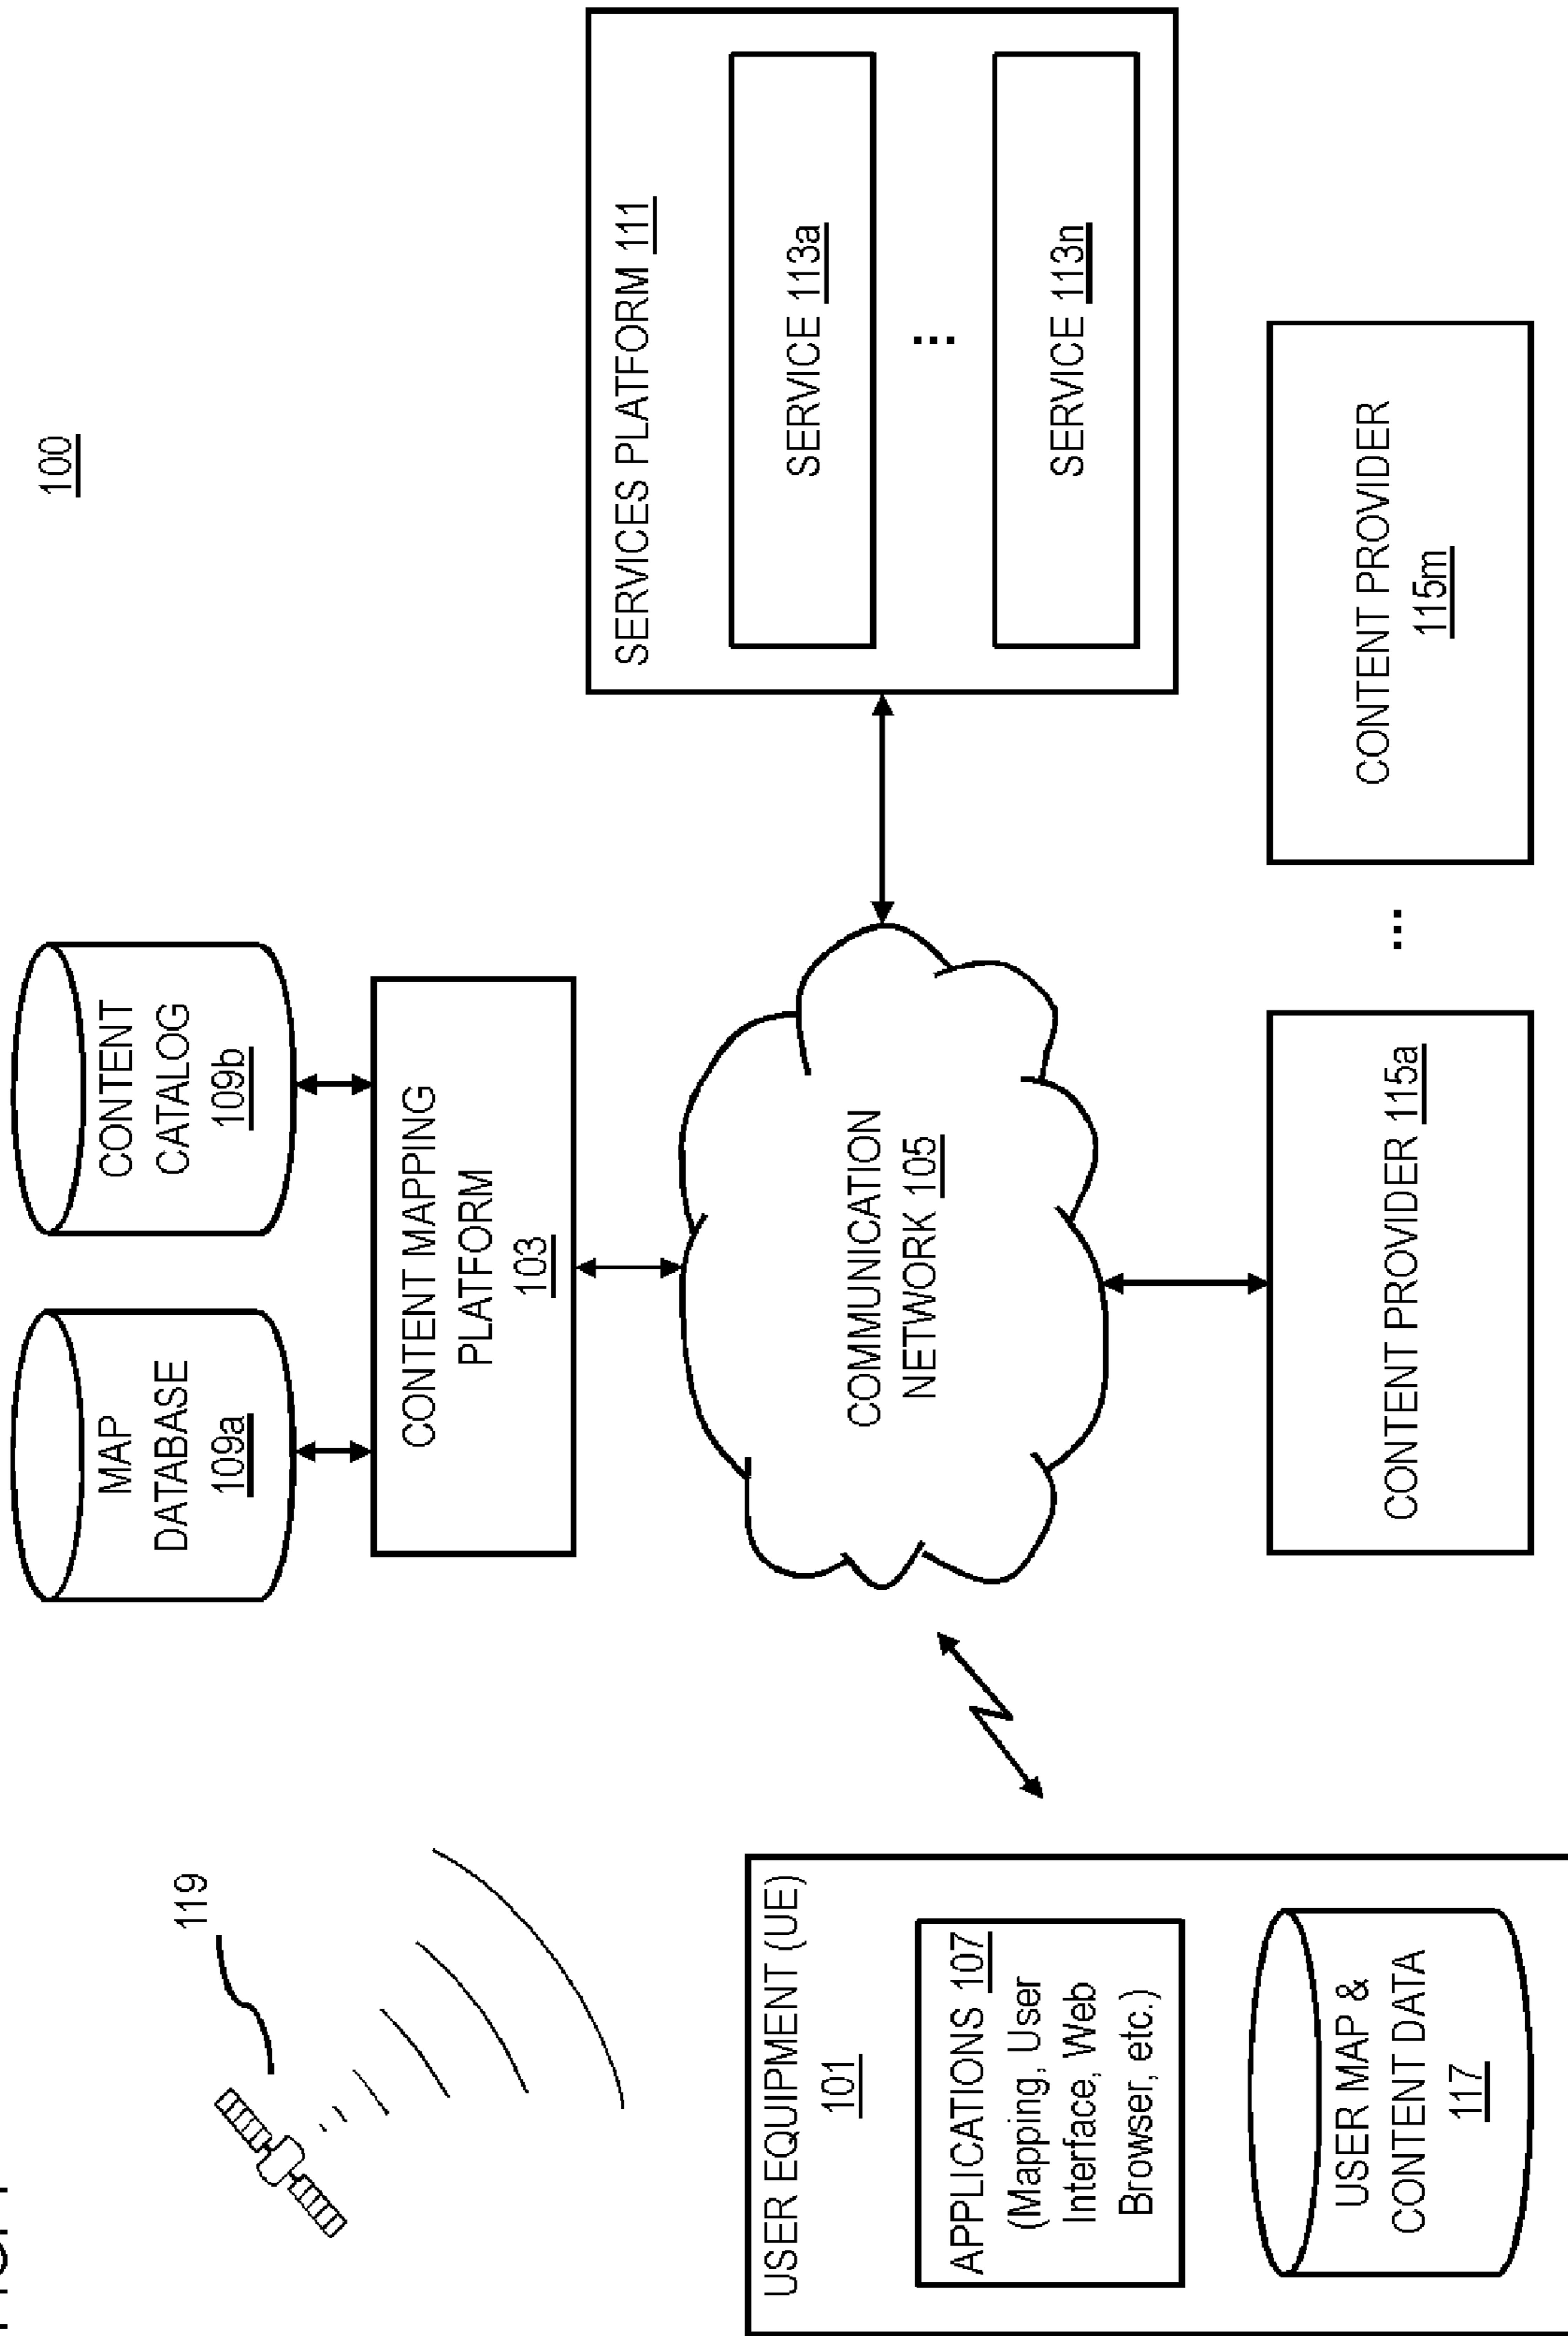 100
119
MAP
DATABASE
109a
CONTENT
CATALOG
109b
CONTENT MAPPING
PLATFORM
103
USER EQUIPMENT (UE)
101
APPLICATIONS 107
(Mapping, User
Interface, Web
Browser, etc.)
USER MAP &
CONTENT DATA
117
COMMUNICATION
NETWORK 105
SERVICES PLATFORM 111
SERVICE 113a
...
SERVICE 113n
CONTENT PROVIDER 115a
...
CONTENT PROVIDER
115m